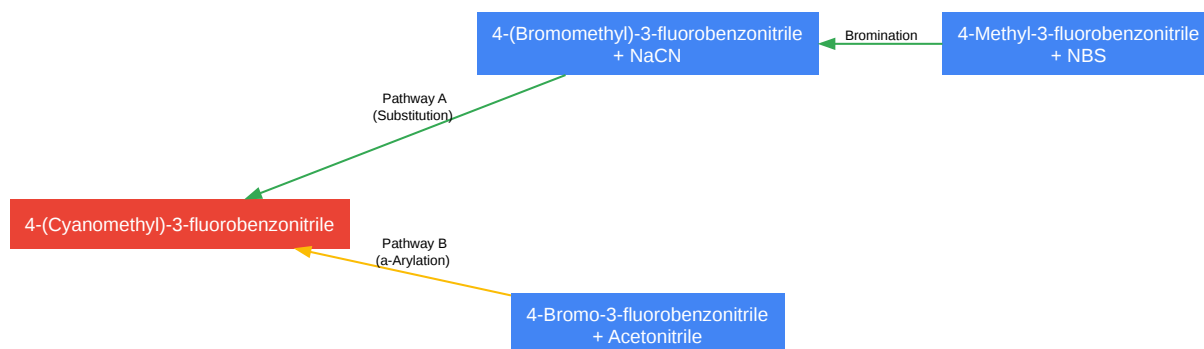 4-(Bromomethyl)-3-fluorobenzonitrile
+ NaCN
Bromination
4-Methyl-3-fluorobenzonitrile
+ NBS
Pathway A
(Substitution)
4-(Cyanomethyl)-3-fluorobenzonitrile
Pathway B
(a-Arylation)
4-Bromo-3-fluorobenzonitrile
+ Acetonitrile